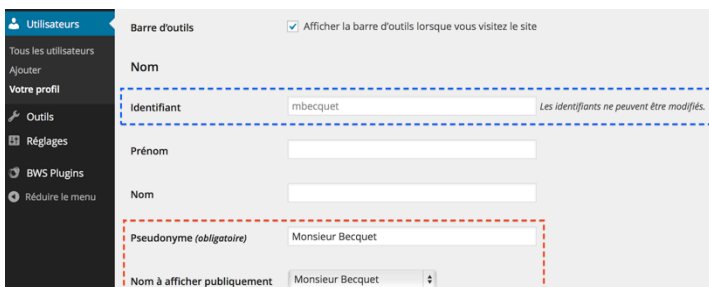 Utilisateurs
Tous les utilisateurs
Ajouter
Votre profil
Outils
Réglages
BWS Plugins
Réduire le menu
Barre d'outils
Afficher la barre d'outils lorsque vous visitez le site
Nom
Identifiant
mbecquet
Les identifiants ne peuvent être modifiés.
Prénom
Nom
Pseudonyme (obligatoire)
Monsieur Becquet
Nom à afficher publiquement
Monsieur Becquet